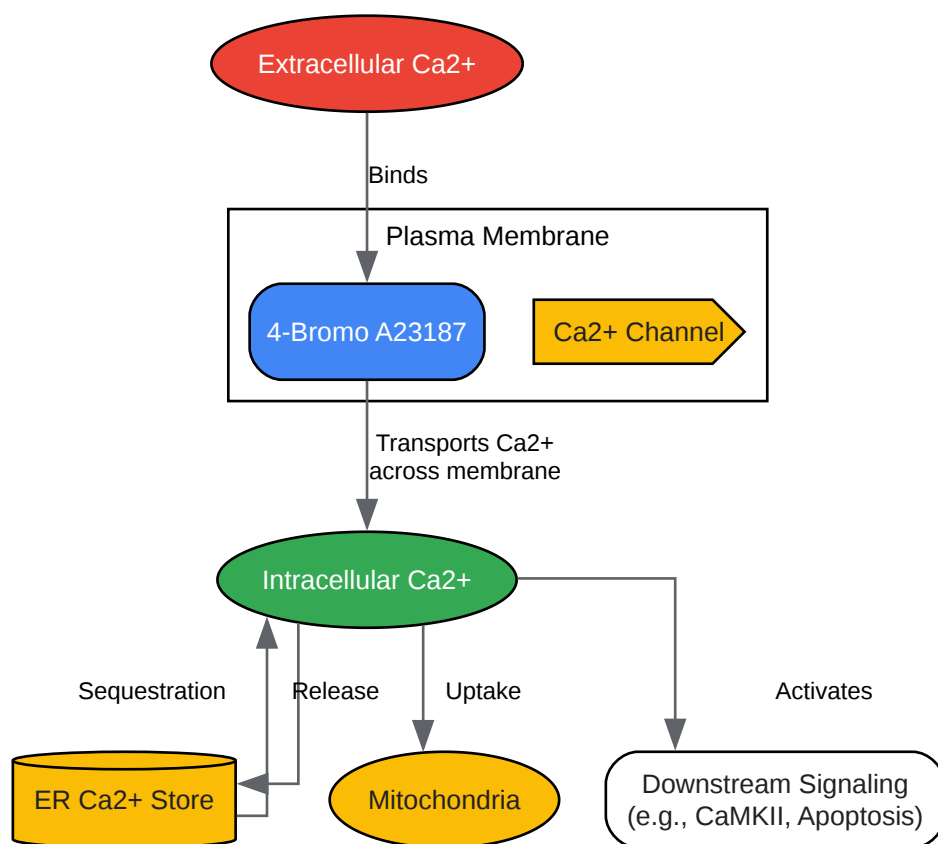 Extracellular Ca2+
Binds
Plasma Membrane
4-Bromo A23187
Ca2+ Channel
Transports Ca2+
across membrane
Intracellular Ca2+
Sequestration
Release
Uptake
Activates
ER Ca2+ Store
Mitochondria
Downstream Signaling
(e.g., CaMKII, Apoptosis)